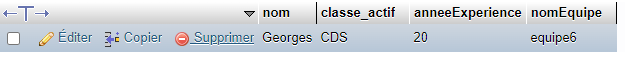 nom classe_actif anneeExperience nomEquipe
Éditer Copier Supprimer Georges CDS 20 equipe6